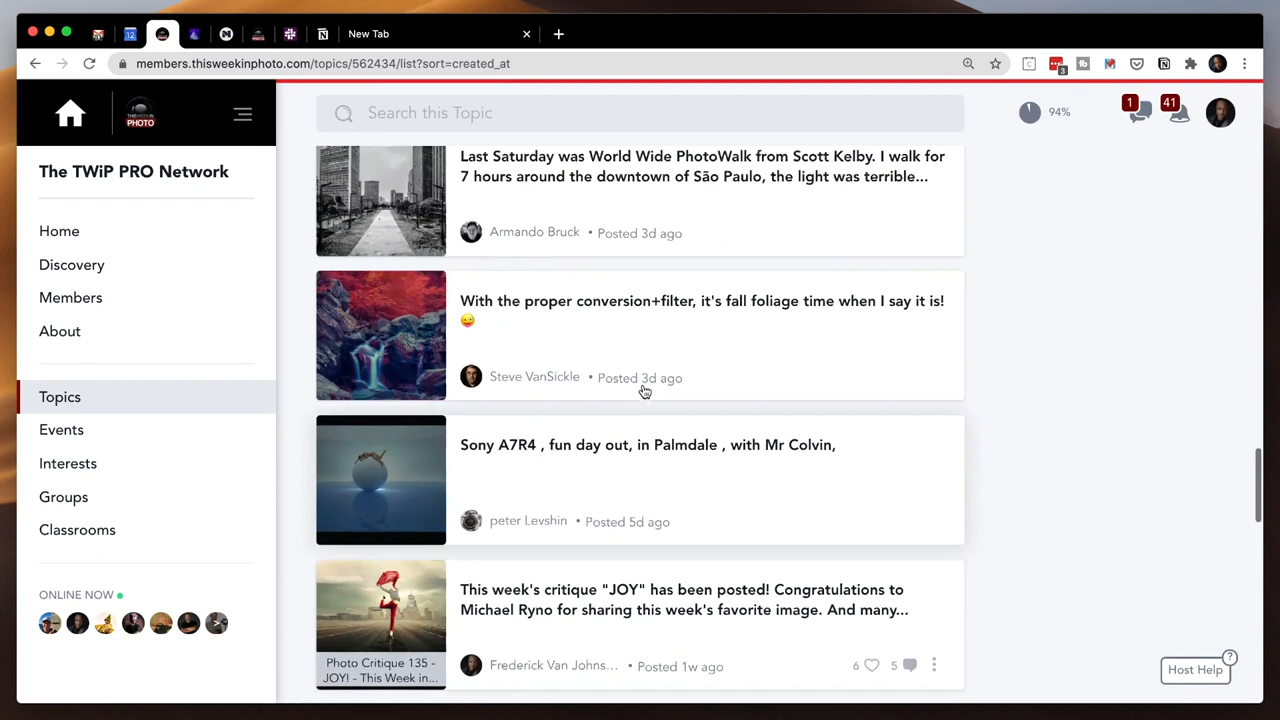 New Tab
members.thisweekinphoto.com/topics/562434/list?sort=created_at
3
THIS WEEK IN
PHOTO
Search this Topic
94%
1
41
The TWiP PRO Network
Home
Discovery
Members
About
Topics
Events
Interests
Groups
Classrooms
ONLINE NOW
Last Saturday was World Wide PhotoWalk from Scott Kelby. I walk for
7 hours around the downtown of São Paulo, the light was terrible...
Armando Bruck • Posted 3d ago
With the proper conversion+filter, it's fall foliage time when I say it is!
😜
Steve VanSickle • Posted 3d ago
Sony A7R4 , fun day out, in Palmdale , with Mr Colvin,
peter Levshin • Posted 5d ago
This week's critique "JOY" has been posted! Congratulations to
Michael Ryno for sharing this week's favorite image. And many...
Photo Critique 135 -
JOY! - This Week in...
Frederick Van Johns... • Posted 1w ago
6
5
Host Help
?